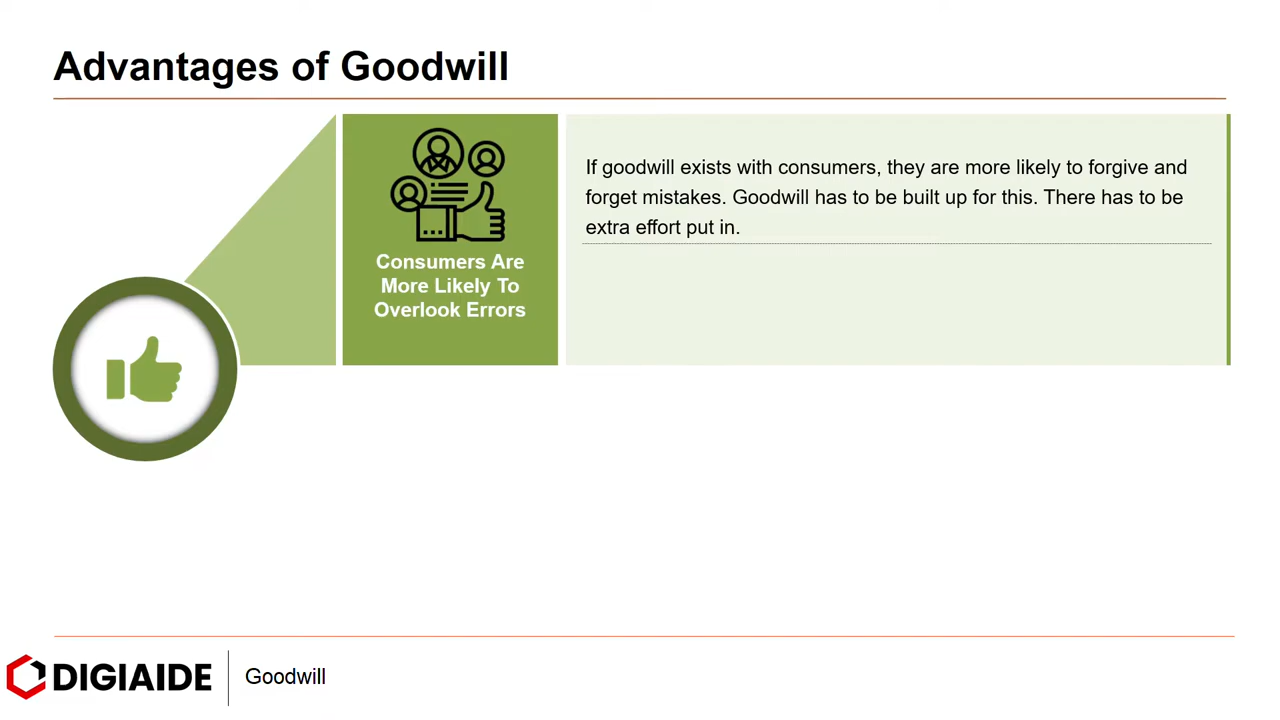 Advantages of Goodwill
Consumers Are
More Likely To
Overlook Errors
If goodwill exists with consumers, they are more likely to forgive and
forget mistakes. Goodwill has to be built up for this. There has to be
extra effort put in.
DIGIAIDE
Goodwill